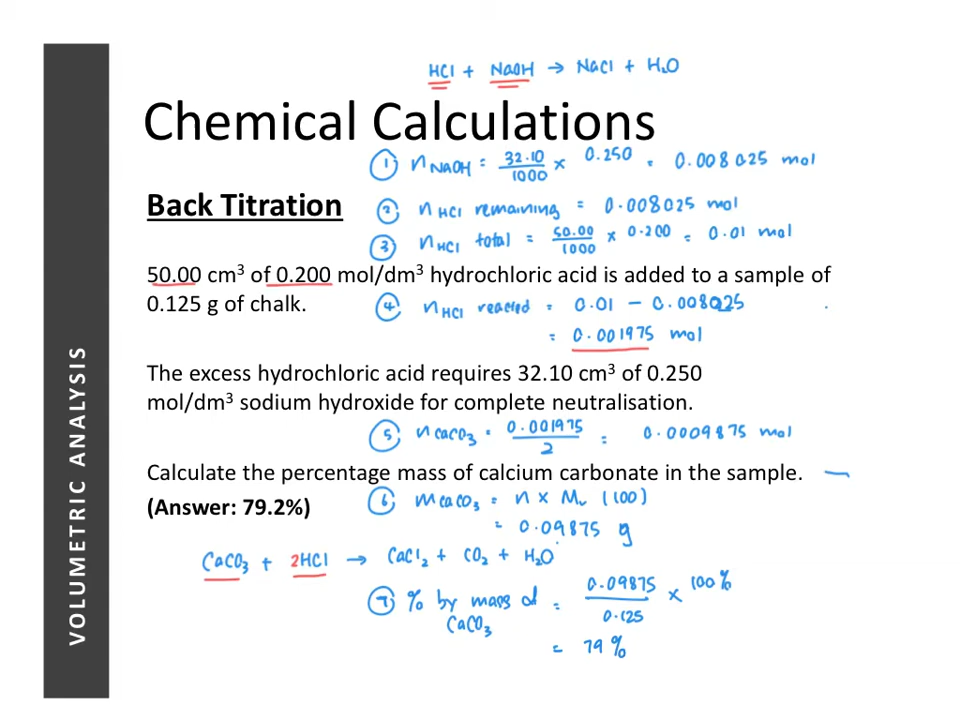 HCl + NaOH → NaCl + H₂O
Chemical Calculations
① n NaOH = 32.10/1000 × 0.250 = 0.008025 mol
Back Titration
② n HCl remaining = 0.008025 mol
③ n HCl total = 50.00/1000 × 0.200 = 0.01 mol
50.00 cm³ of 0.200 mol/dm³ hydrochloric acid is added to a sample of
0.125 g of chalk.
④ n HCl reacted = 0.01 − 0.008025
= 0.001975 mol
The excess hydrochloric acid requires 32.10 cm³ of 0.250
mol/dm³ sodium hydroxide for complete neutralisation.
⑤ n CaCO₃ = 0.001975/2 = 0.0009875 mol
Calculate the percentage mass of calcium carbonate in the sample.
(Answer: 79.2%)
⑥ m CaCO₃ = n × Mr (100)
= 0.09875 g
CaCO₃ + 2HCl → CaCl₂ + CO₂ + H₂O
⑦ % by mass of CaCO₃ = 0.09875/0.125 × 100%
= 79%
VOLUMETRIC ANALYSIS